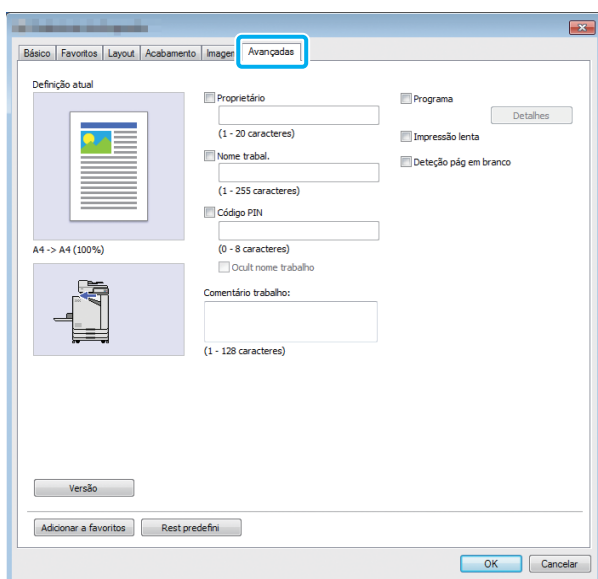 Básico Favoritos Layout Acabamento Imagem Avançadas
Definição atual
A4 -> A4 (100%)
Proprietário
(1 - 20 caracteres)
Nome trabal.
(1 - 255 caracteres)
Código PIN
(0 - 8 caracteres)
Ocult nome trabalho
Comentário trabalho:
(1 - 128 caracteres)
Programa
Detalhes
Impressão lenta
Deteção pág em branco
Versão
Adicionar a favoritos Rest predefini
OK Cancelar